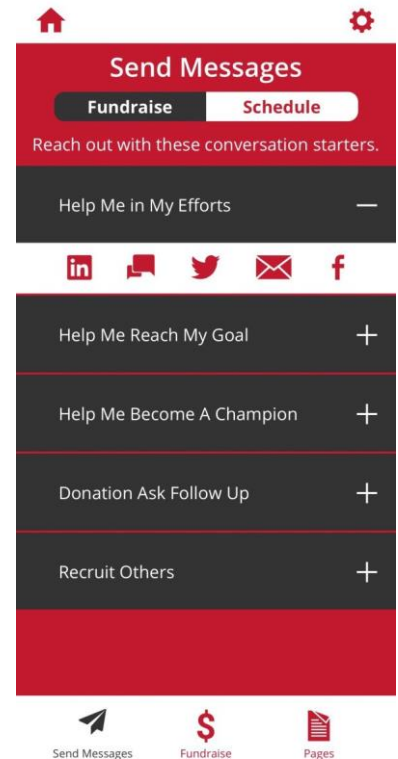 Send Messages
Fundraise Schedule
Reach out with these conversation starters.
Help Me in My Efforts
Help Me Reach My Goal
Help Me Become A Champion
Donation Ask Follow Up
Recruit Others
Send Messages Fundraise Pages